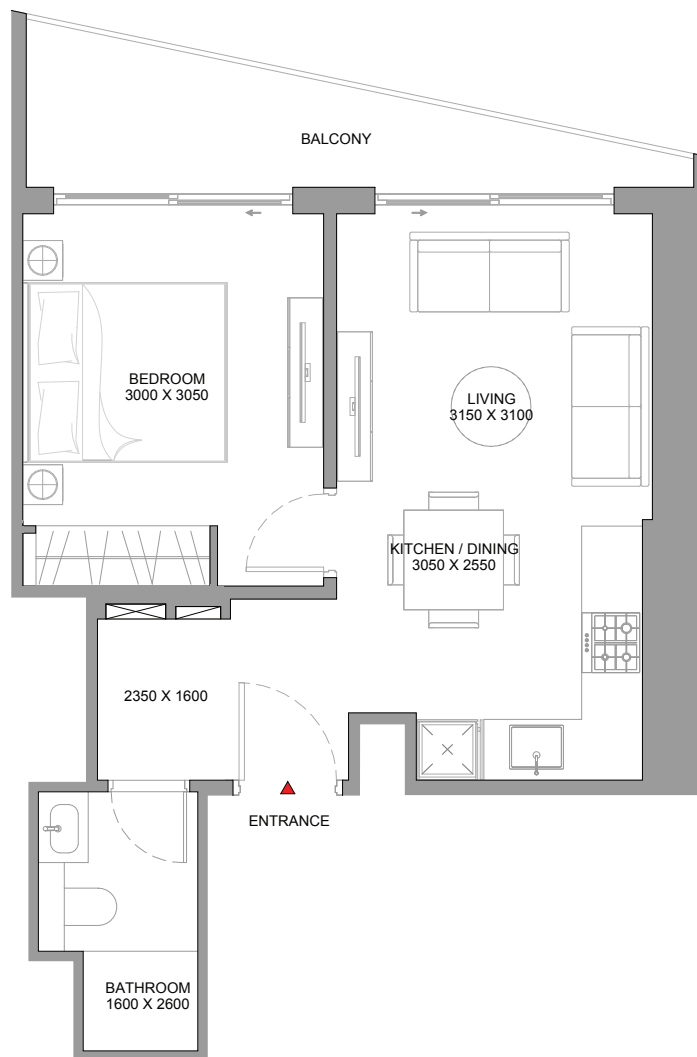 BALCONY
BEDROOM
3000 X 3050
LIVING
3150 X 3100
KITCHEN / DINING
3050 X 2550
2350 X 1600
ENTRANCE
BATHROOM
1600 X 2600